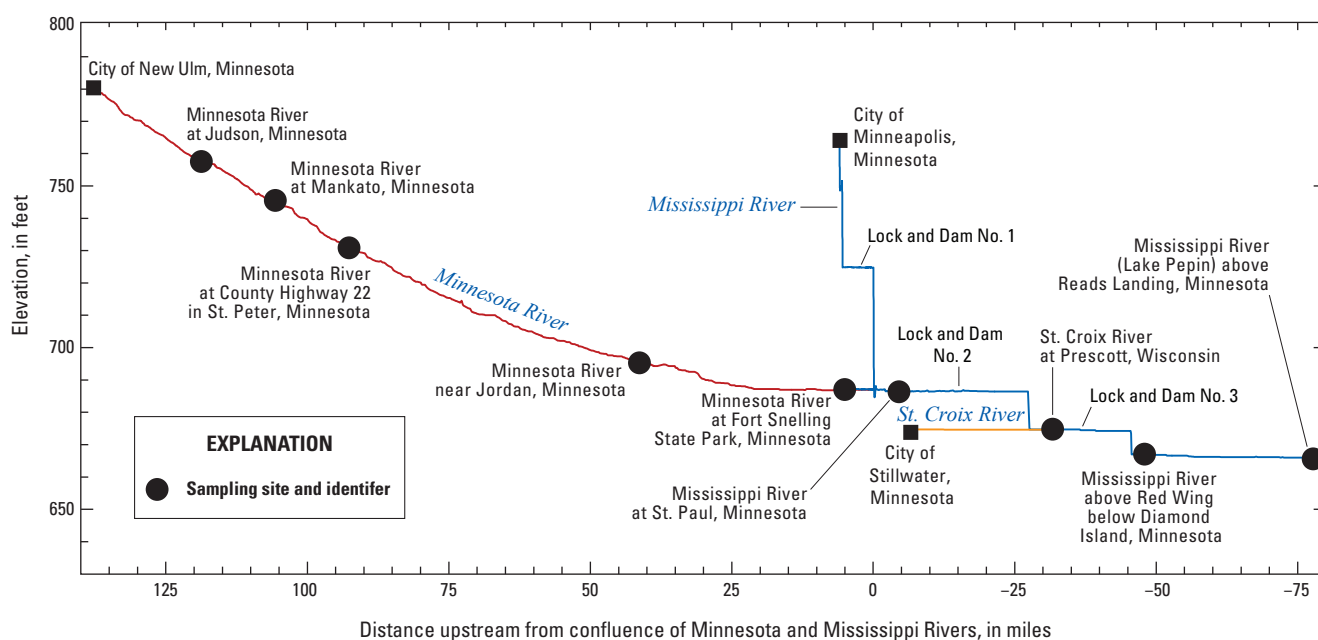 800
750
700
650
Elevation, in feet
City of New Ulm, Minnesota
Minnesota River
at Judson, Minnesota
Minnesota River
at Mankato, Minnesota
Minnesota River
at County Highway 22
in St. Peter, Minnesota
Minnesota River
Minnesota River
near Jordan, Minnesota
Minnesota River
at Fort Snelling
State Park, Minnesota
City of
Minneapolis,
Minnesota
Mississippi River
Lock and Dam No. 1
Mississippi River
at St. Paul, Minnesota
Lock and Dam
No. 2
St. Croix River
City of
Stillwater,
Minnesota
St. Croix River
at Prescott, Wisconsin
Lock and Dam No. 3
Mississippi River
above Red Wing
below Diamond
Island, Minnesota
Mississippi River
(Lake Pepin) above
Reads Landing, Minnesota
EXPLANATION
Sampling site and identifer
125
100
75
50
25
0
–25
–50
–75
Distance upstream from confluence of Minnesota and Mississippi Rivers, in miles